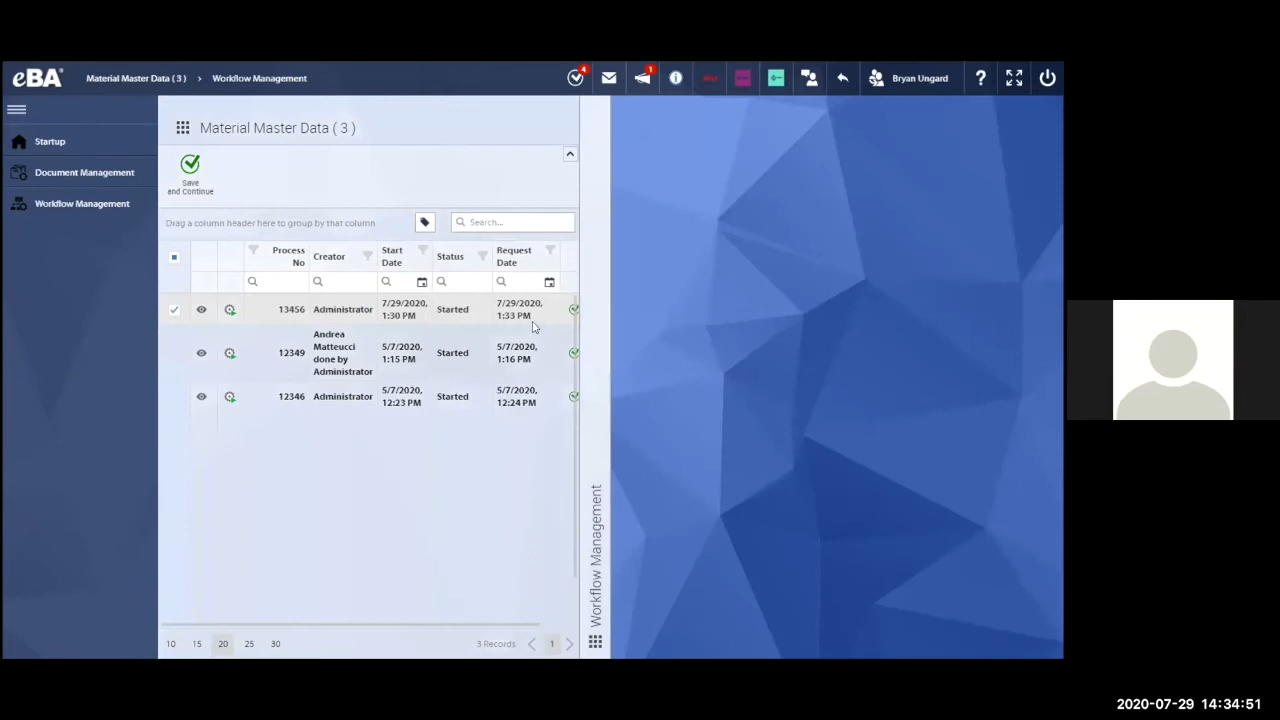 eBA
Material Master Data ( 3 ) > Workflow Management
4
1
Bryan Ungard
?
Startup
Document Management
Workflow Management
Material Master Data ( 3 )
Save
and Continue
Drag a column header here to group by that column
Search...
Process No
Creator
Start Date
Status
Request Date
13456 Administrator 7/29/2020, 1:30 PM Started 7/29/2020, 1:33 PM
12349 Andrea Matteucci done by Administrator 5/7/2020, 1:15 PM Started 5/7/2020, 1:16 PM
12346 Administrator 5/7/2020, 12:23 PM Started 5/7/2020, 12:24 PM
Workflow Management
10 15 20 25 30 3 Records 1
2020-07-29 14:34:51